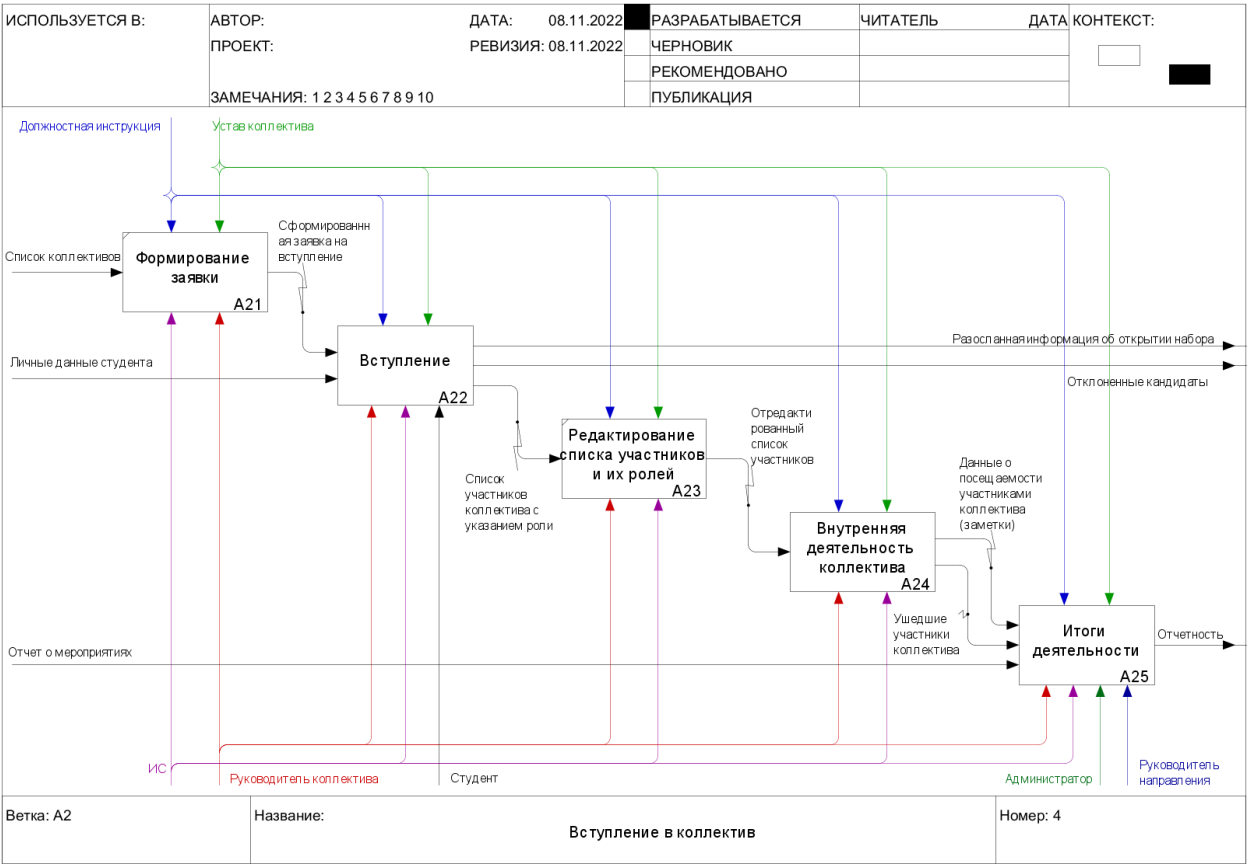 ИСПОЛЬЗУЕТСЯ В:
АВТОР:
ДАТА: 08.11.2022
РАЗРАБАТЫВАЕТСЯ
ЧИТАТЕЛЬ
ДАТА
КОНТЕКСТ:
ПРОЕКТ:
РЕВИЗИЯ: 08.11.2022
ЧЕРНОВИК
РЕКОМЕНДОВАНО
ЗАМЕЧАНИЯ: 1 2 3 4 5 6 7 8 9 10
ПУБЛИКАЦИЯ
Должностная инструкция
Устав коллектива
Список коллективов
Формирование
заявки
A21
Сформированн
ая заявка на
вступление
Личные данные студента
Вступление
A22
Разосланная информация об открытии набора
Отклоненные кандидаты
Список
участников
коллектива с
указанием роли
Редактирование
списка участников
и их ролей
A23
Отредакти
рованный
список
участников
Внутренняя
деятельность
коллектива
A24
Данные о
посещаемости
участниками
коллектива
(заметки)
Ушедшие
участники
коллектива
Отчет о мероприятиях
Итоги
деятельности
A25
Отчетность
ИС
Руководитель коллектива
Студент
Администратор
Руководитель
направления
Ветка: A2
Название:
Вступление в коллектив
Номер: 4